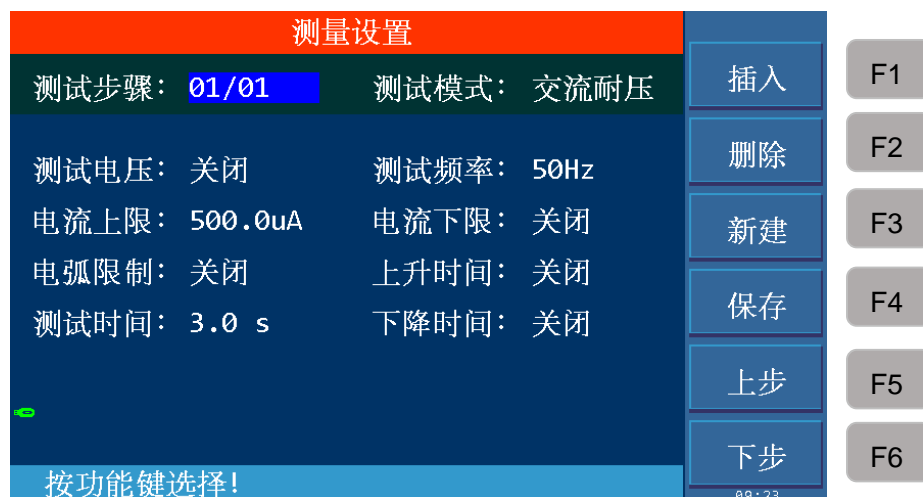 测量设置
测试步骤： 01/01 测试模式： 交流耐压
测试电压： 关闭 测试频率： 50Hz
电流上限： 500.0uA 电流下限： 关闭
电弧限制： 关闭 上升时间： 关闭
测试时间： 3.0 s 下降时间： 关闭
按功能键选择!
插入 F1
删除 F2
新建 F3
保存 F4
上步 F5
下步 F6
09:23